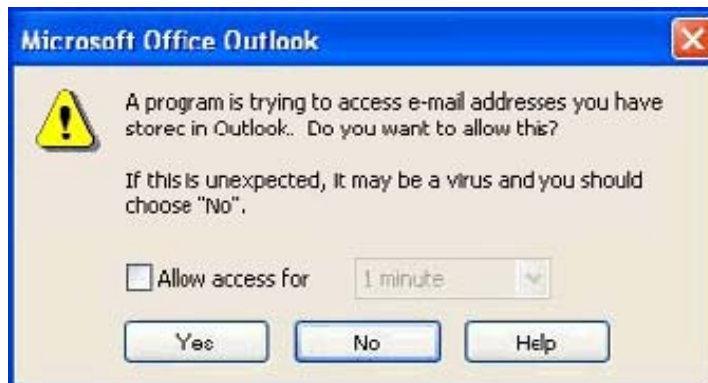 Microsoft Office Outlook
A program is trying to access e-mail addresses you have
storec in Outlook.. Do you want to allow this?
If this is unexpected, it may be a virus and you should
choose "No".
Allow access for
1 minute
Yes
No
Help